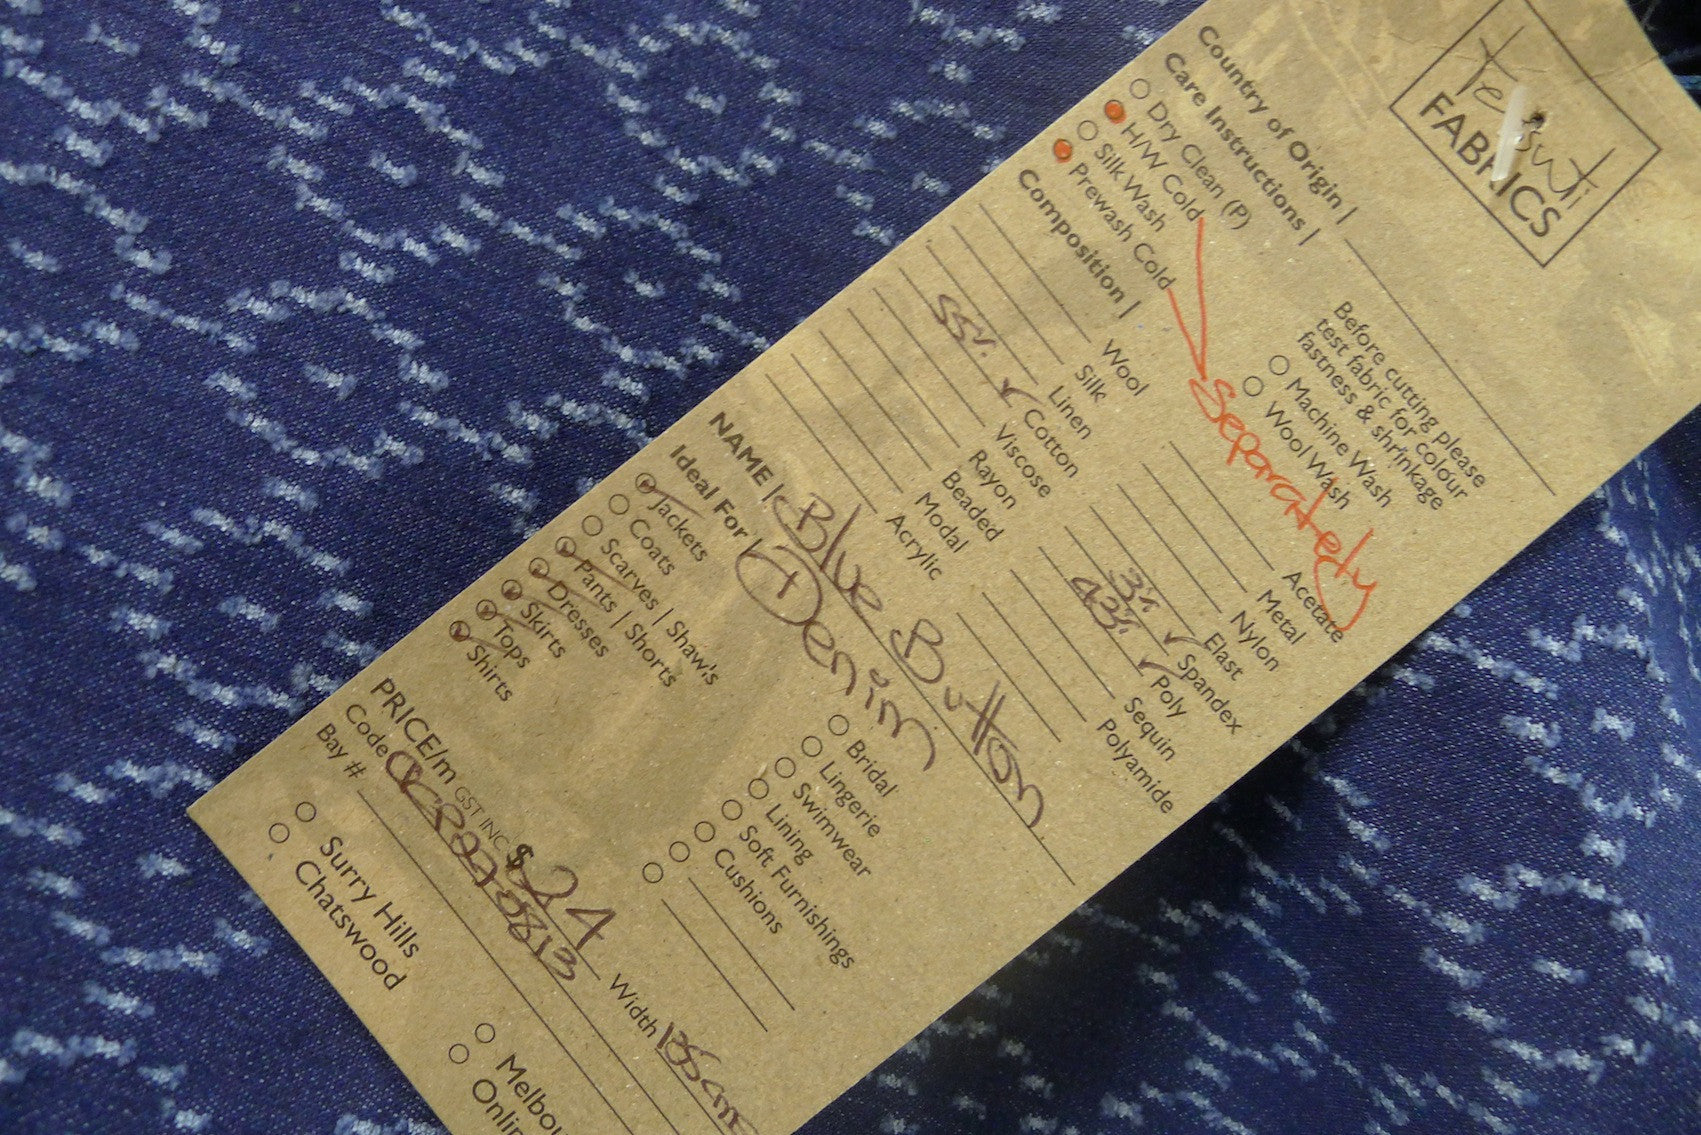 Tessuti
FABRICS
Country of Origin |
Care Instructions |
Dry Clean (P)
H/W Cold
Silk Wash
Prewash Cold
Separately
Before cutting please
test fabric for colour
fastness & shrinkage
Machine Wash
Wool Wash
Composition |
Wool
Silk
Linen
55% ✓ Cotton
Viscose
Rayon
Beaded
Modal
Acrylic
Acetate
Metal
Nylon
Elast
3% ✓ Spandex
43% ✓ Poly
Sequin
Polyamide
NAME | Blue Button
Denim
Ideal For |
Jackets
Coats
Scarves | Shawls
Pants | Shorts
Dresses
Skirts
Tops
Shirts
Bridal
Lingerie
Swimwear
Lining
Soft Furnishings
Cushions
PRICE/m GST INC $24 Width 135cm
Code
Bay #
Surry Hills
Chatswood